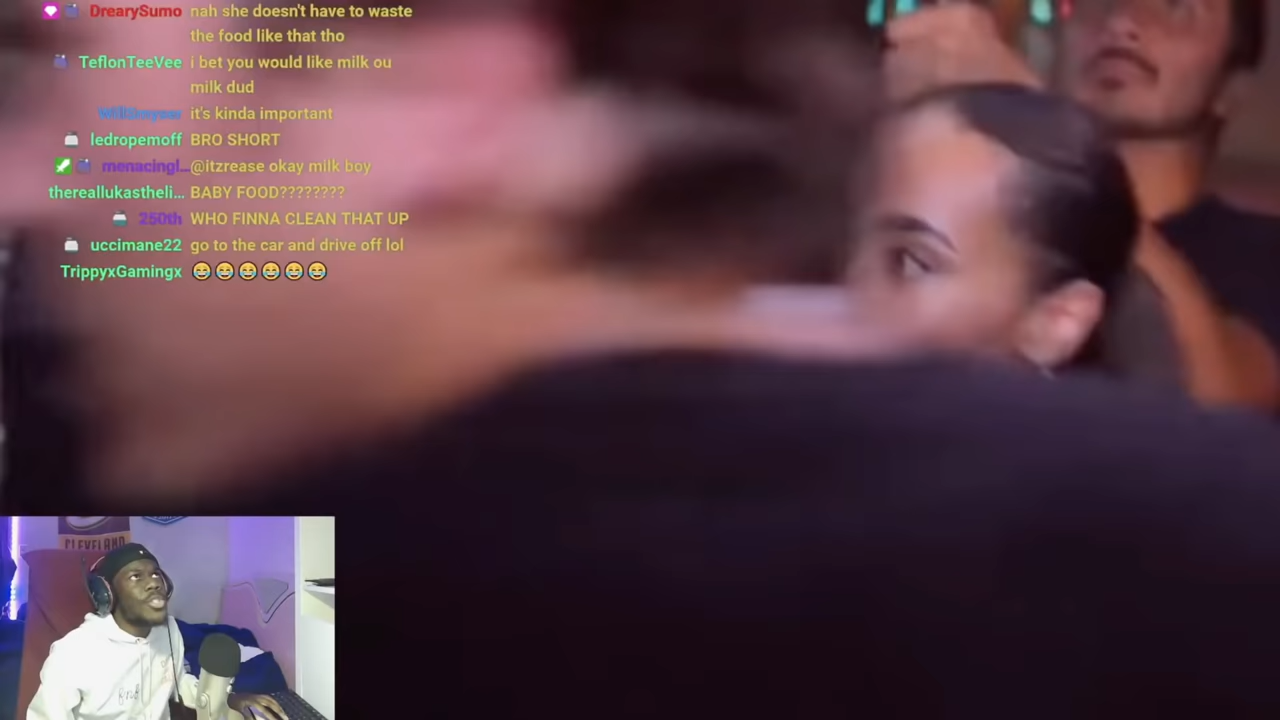 DrearySumo nah she doesn't have to waste
the food like that tho
TeflonTeeVee i bet you would like milk ou
milk dud
it's kinda important
ledropemoff BRO SHORT
menacingl… @itzrease okay milk boy
thereallukastheli… BABY FOOD????????
250th WHO FINNA CLEAN THAT UP
uccimane22 go to the car and drive off lol
TrippyxGamingx 😂😂😂😂😂😂
CLEVELAND